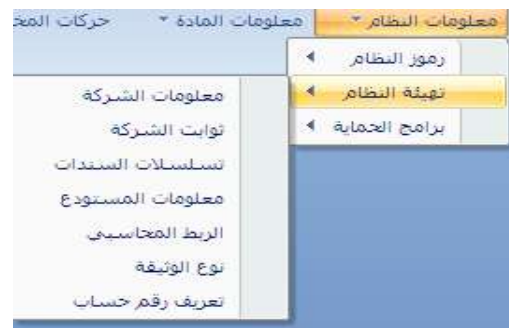 معلومات النظام معلومات المادة حركات المخ
رموز النظام
تهيئة النظام
برامج الحماية
معلومات الشركة
ثوابت الشركة
تسلسلات السندات
معلومات المستودع
الربط المحاسبي
نوع الوثيقة
تعريف رقم حساب